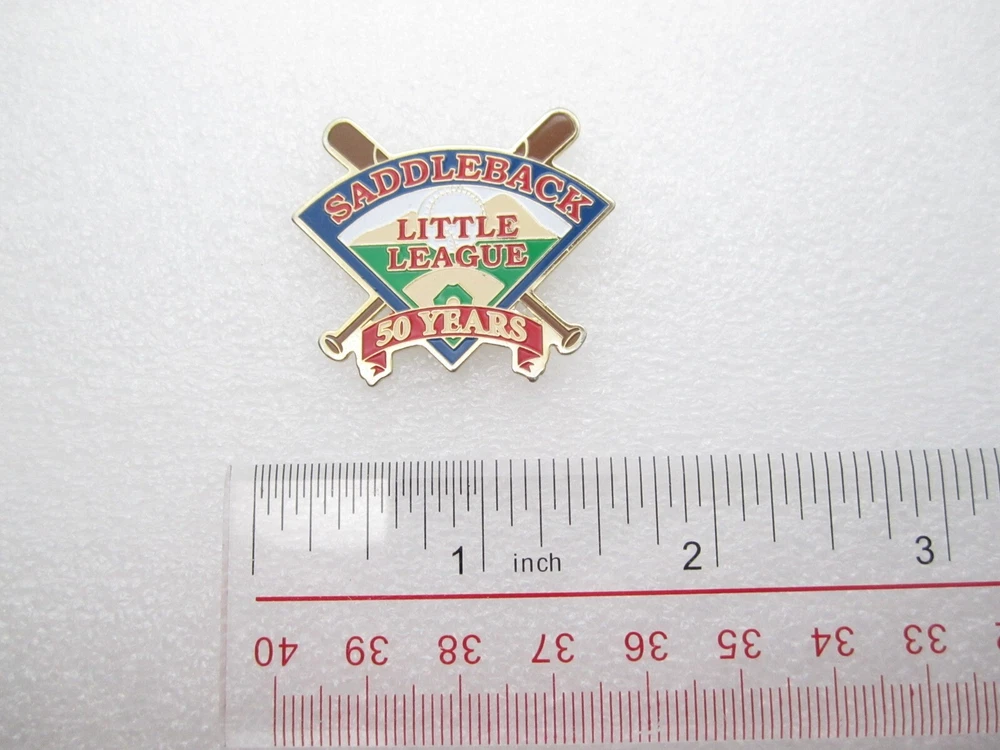 SADDLEBACK
LITTLE
LEAGUE
50 YEARS
1 inch 2 3
40 39 38 37 36 35 34 33